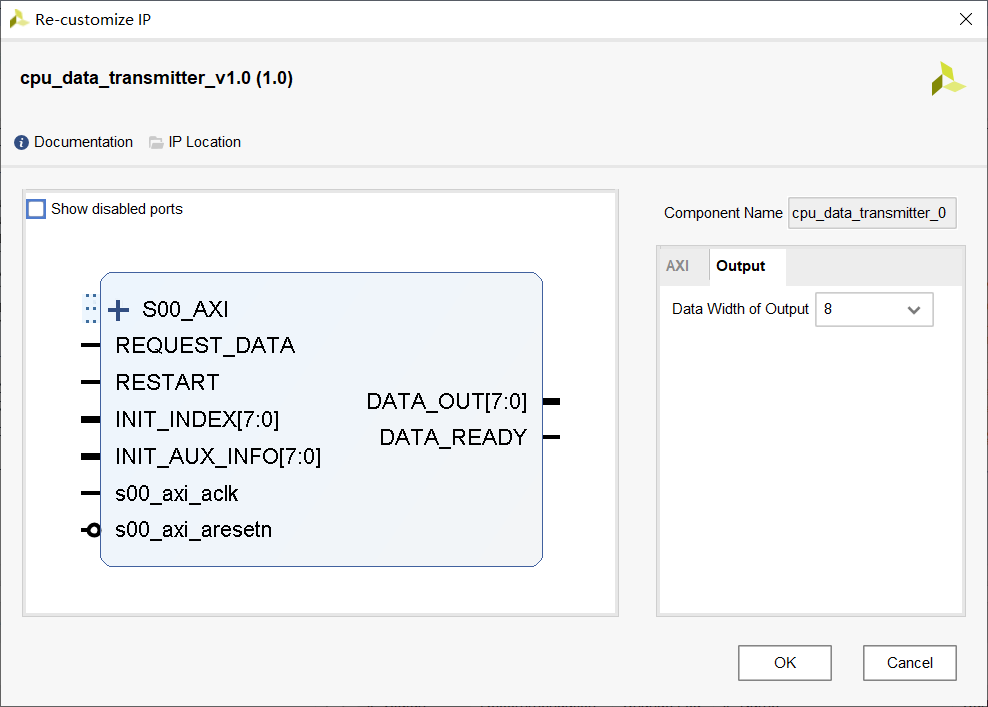 Re-customize IP
cpu_data_transmitter_v1.0 (1.0)
Documentation IP Location
Show disabled ports
S00_AXI
REQUEST_DATA
RESTART
INIT_INDEX[7:0]
INIT_AUX_INFO[7:0]
s00_axi_aclk
s00_axi_aresetn
DATA_OUT[7:0]
DATA_READY
Component Name cpu_data_transmitter_0
AXI Output
Data Width of Output 8
OK Cancel